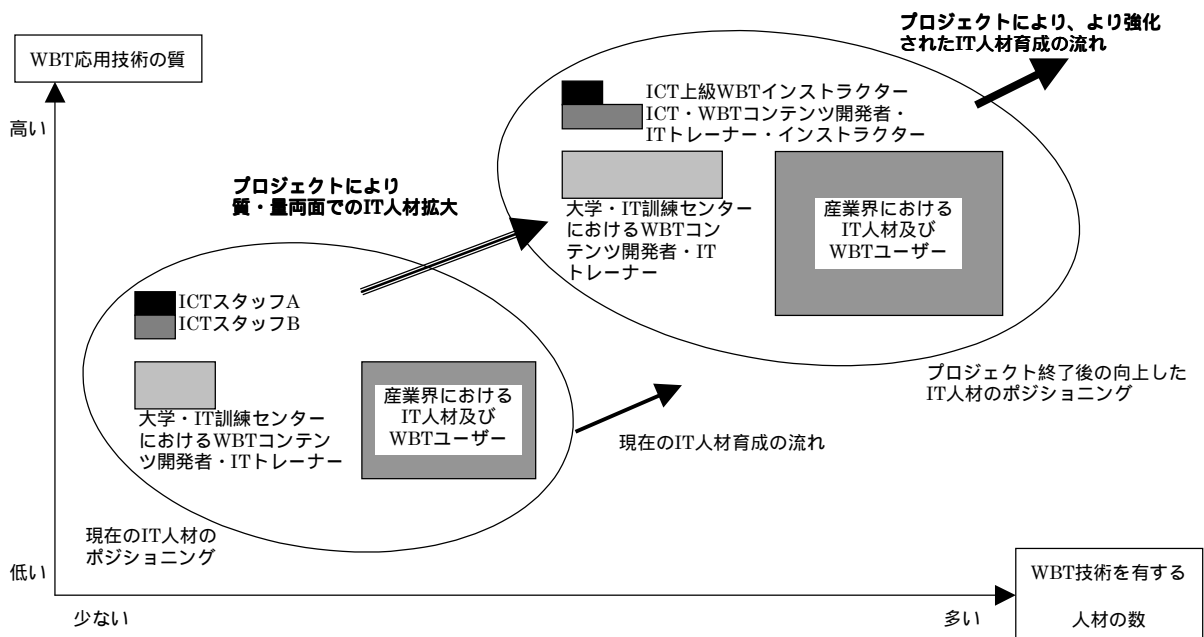 プロジェクトにより、より強化
されたIT人材育成の流れ
WBT応用技術の質
高い
ICT上級WBTインストラクター
ICT・WBTコンテンツ開発者・
ITトレーナー・インストラクター
プロジェクトにより
質・量両面でのIT人材拡大
大学・IT訓練センター
におけるWBTコン
テンツ開発者・IT
トレーナー
産業界における
IT人材及び
WBTユーザー
ICTスタッフA
ICTスタッフB
大学・IT訓練センター
におけるWBTコンテン
ツ開発者・ITトレーナー
産業界における
IT人材及び
WBTユーザー
プロジェクト終了後の向上した
IT人材のポジショニング
現在のIT人材育成の流れ
現在のIT人材の
ポジショニング
低い
少ない
多い
WBT技術を有する
人材の数